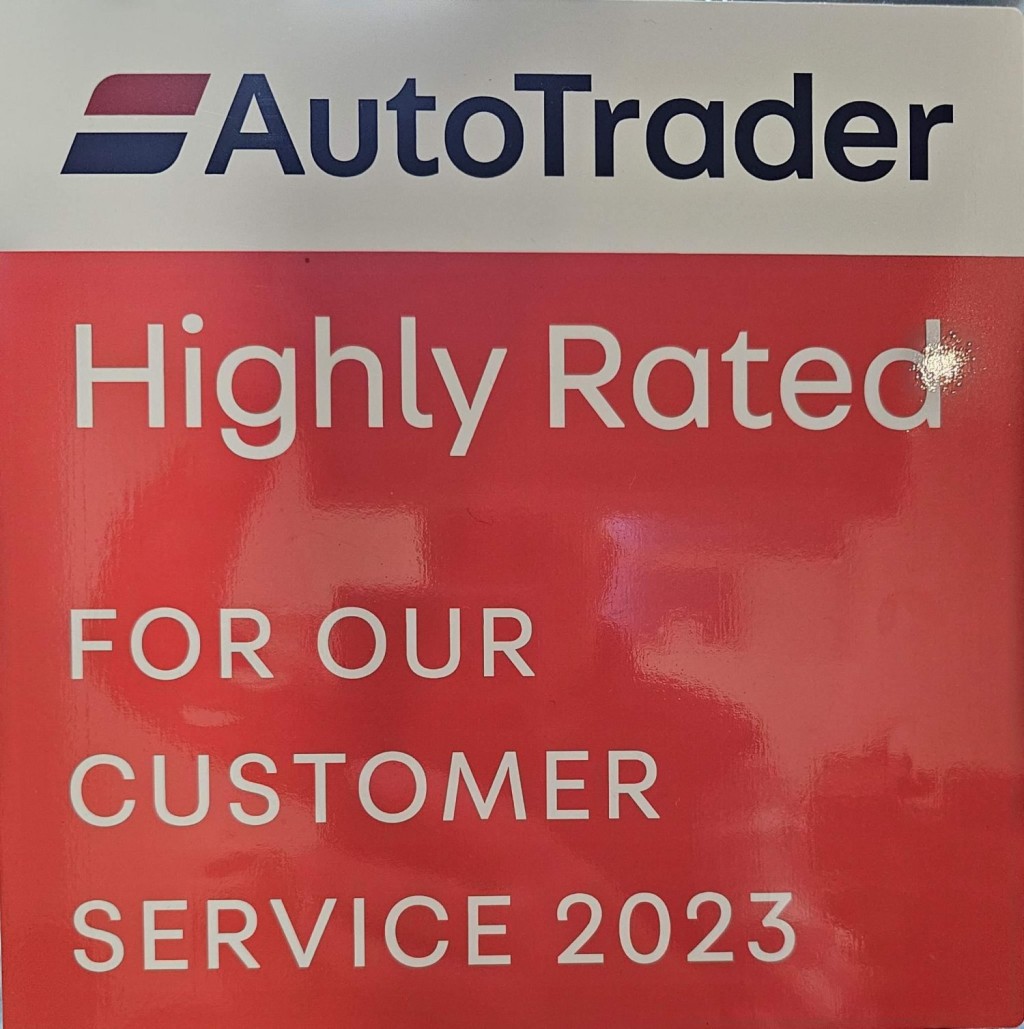 AutoTrader
Highly Rated
FOR OUR
CUSTOMER
SERVICE 2023